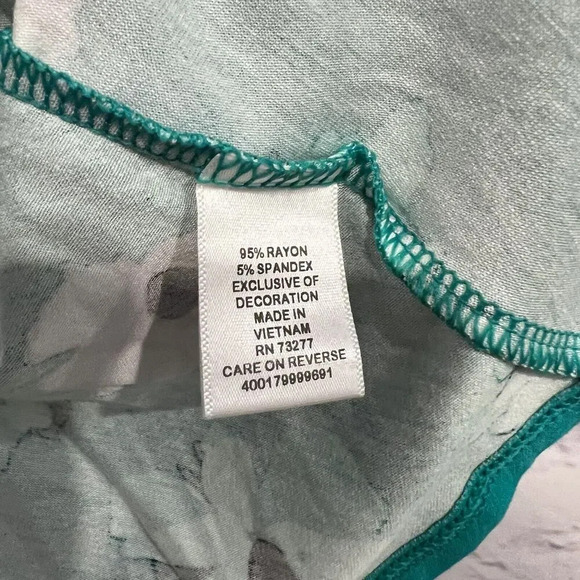 95% RAYON
5% SPANDEX
EXCLUSIVE OF
DECORATION
MADE IN
VIETNAM
RN 73277
CARE ON REVERSE
400179999691